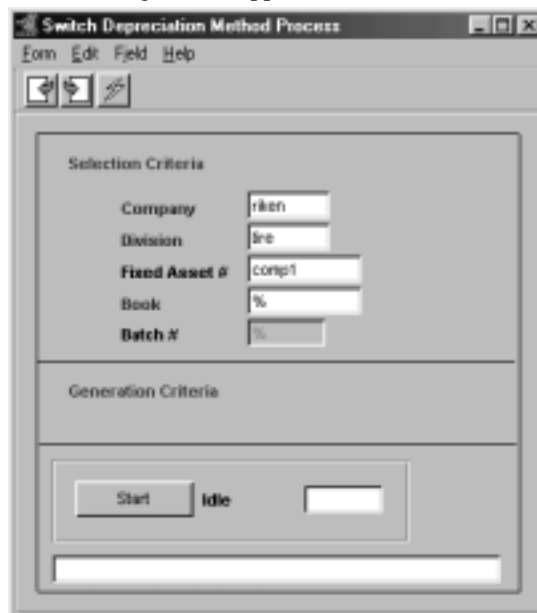 Switch Depreciation Method Process
Form Edit Field Help
Selection Criteria
Company riken
Division tire
Fixed Asset # comp1
Book %
Batch # %
Generation Criteria
Start Idle